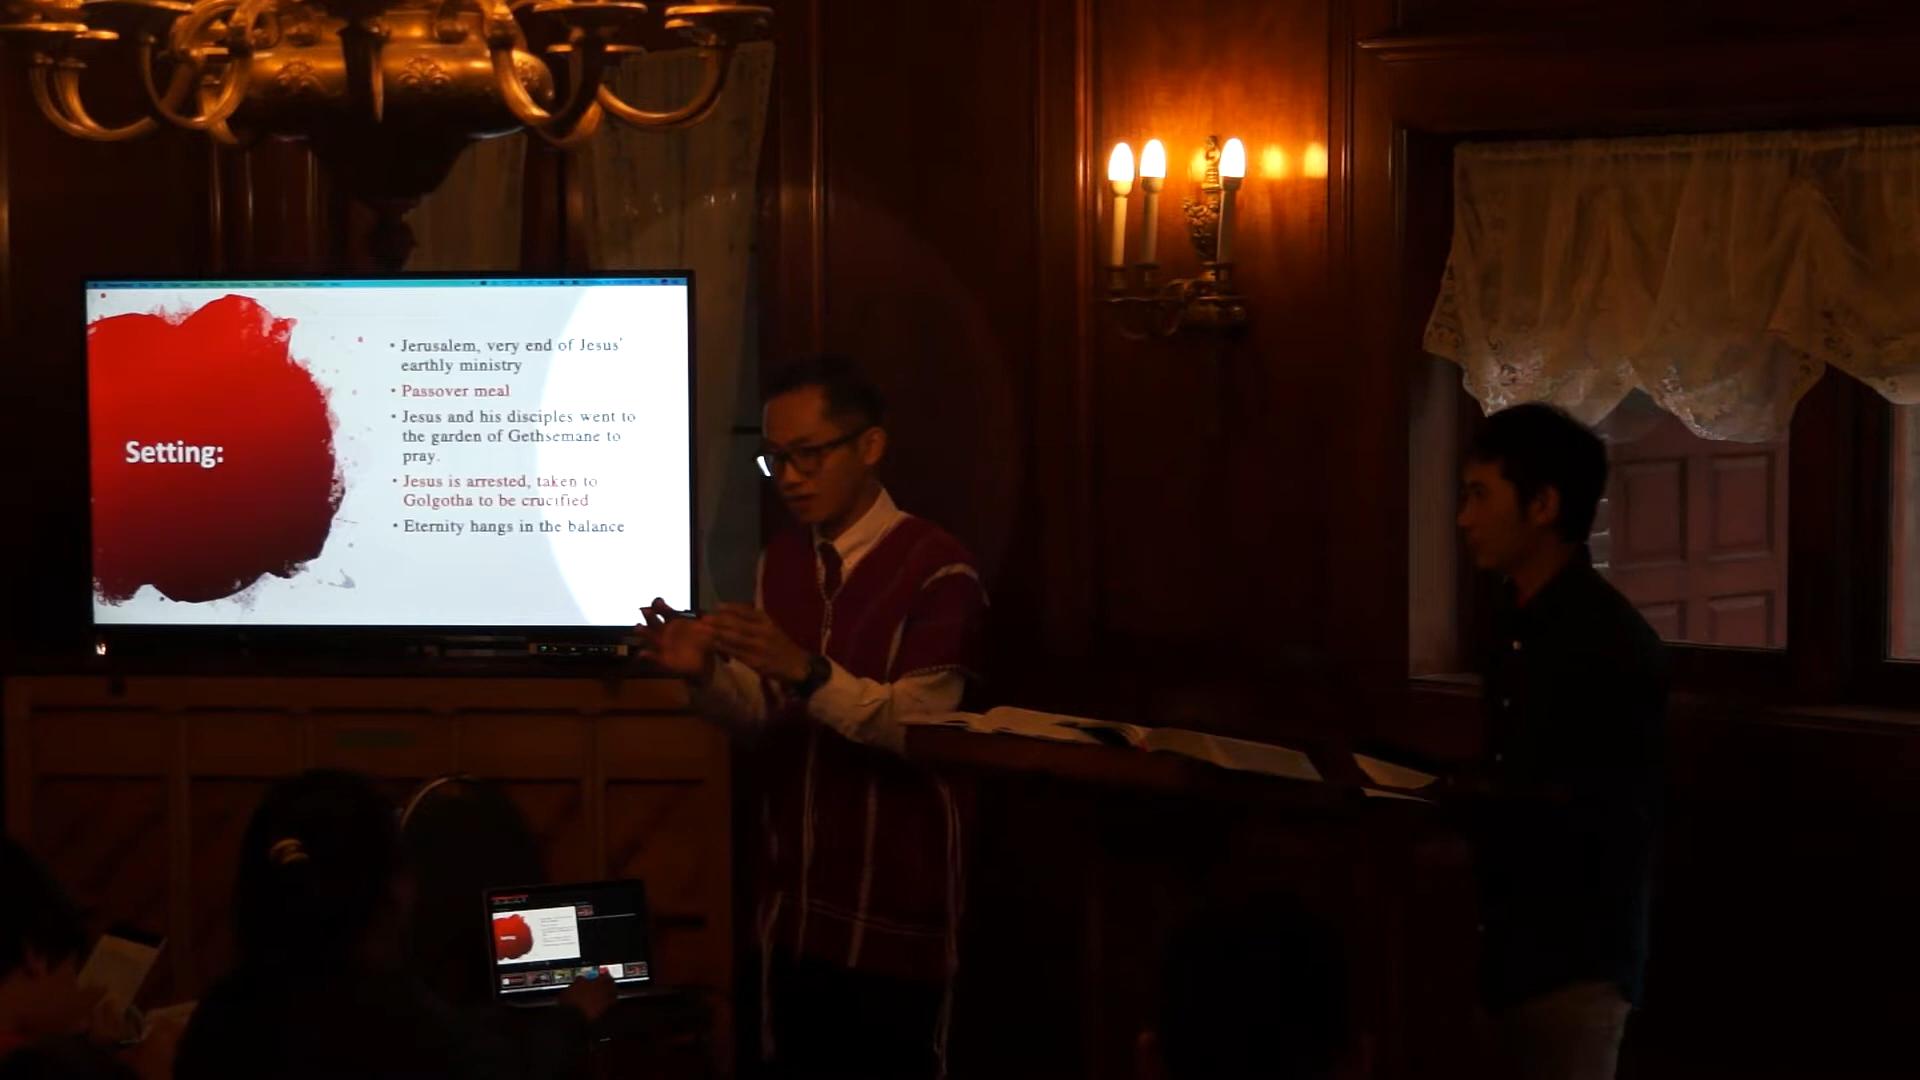 Setting:
• Jerusalem, very end of Jesus'
earthly ministry
• Passover meal
• Jesus and his disciples went to
the garden of Gethsemane to
pray.
• Jesus is arrested, taken to
Golgotha to be crucified
• Eternity hangs in the balance